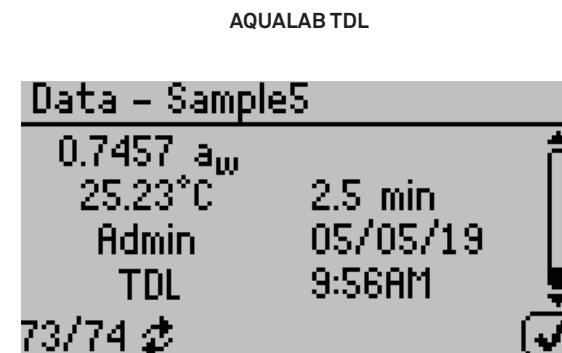 AQUALAB TDL
Data - Sample5
0.7457 aw
25.23°C 2.5 min
Admin 05/05/19
TDL 9:56AM
73/74